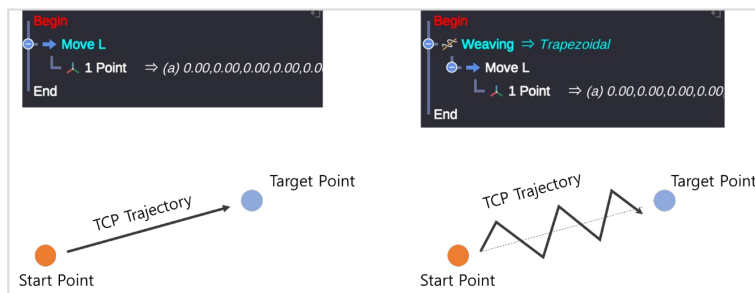 Begin
Move L
1 Point ⇒ (a) 0.00,0.00,0.00,0.00,0.0
End
Begin
Weaving ⇒ Trapezoidal
Move L
1 Point ⇒ (a) 0.00,0.00,0.00,0.00,
End
Target Point
TCP Trajectory
Start Point
Target Point
TCP Trajectory
Start Point